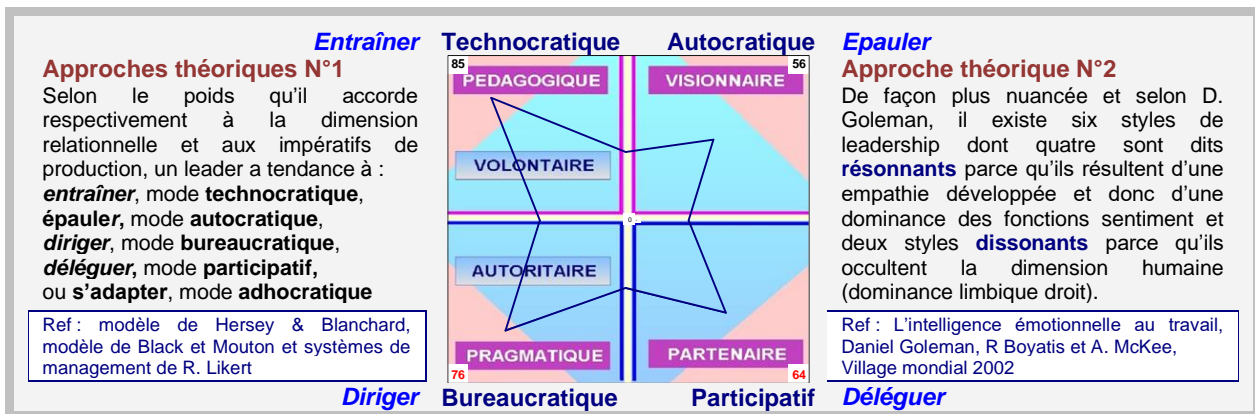 Entraîner Technocratique Autocratique Epauler
Approches théoriques N°1
Selon le poids qu'il accorde
respectivement à la dimension
relationnelle et aux impératifs de
production, un leader a tendance à :
entraîner, mode technocratique,
épauler, mode autocratique,
diriger, mode bureaucratique,
déléguer, mode participatif,
ou s'adapter, mode adhocratique
Ref : modèle de Hersey & Blanchard,
modèle de Black et Mouton et systèmes de
management de R. Likert
85 56
PEDAGOGIQUE VISIONNAIRE
VOLONTAIRE
0
AUTORITAIRE
PRAGMATIQUE PARTENAIRE
76 64
Approche théorique N°2
De façon plus nuancée et selon D.
Goleman, il existe six styles de
leadership dont quatre sont dits
résonnants parce qu'ils résultent d'une
empathie développée et donc d'une
dominance des fonctions sentiment et
deux styles dissonants parce qu'ils
occultent la dimension humaine
(dominance limbique droit).
Ref : L'intelligence émotionnelle au travail,
Daniel Goleman, R Boyatis et A. McKee,
Village mondial 2002
Diriger Bureaucratique Participatif Déléguer